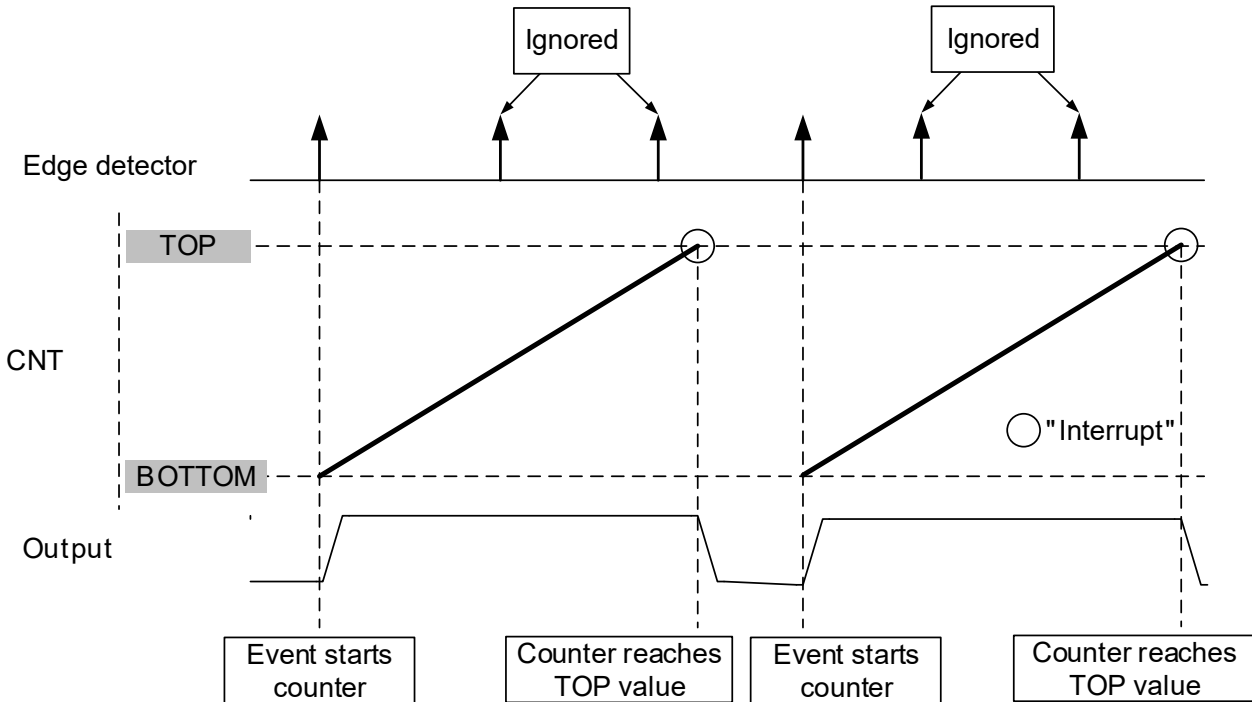 Ignored
Ignored
Edge detector
TOP
CNT
"Interrupt"
BOTTOM
Output
Event starts
counter
Counter reaches
TOP value
Event starts
counter
Counter reaches
TOP value